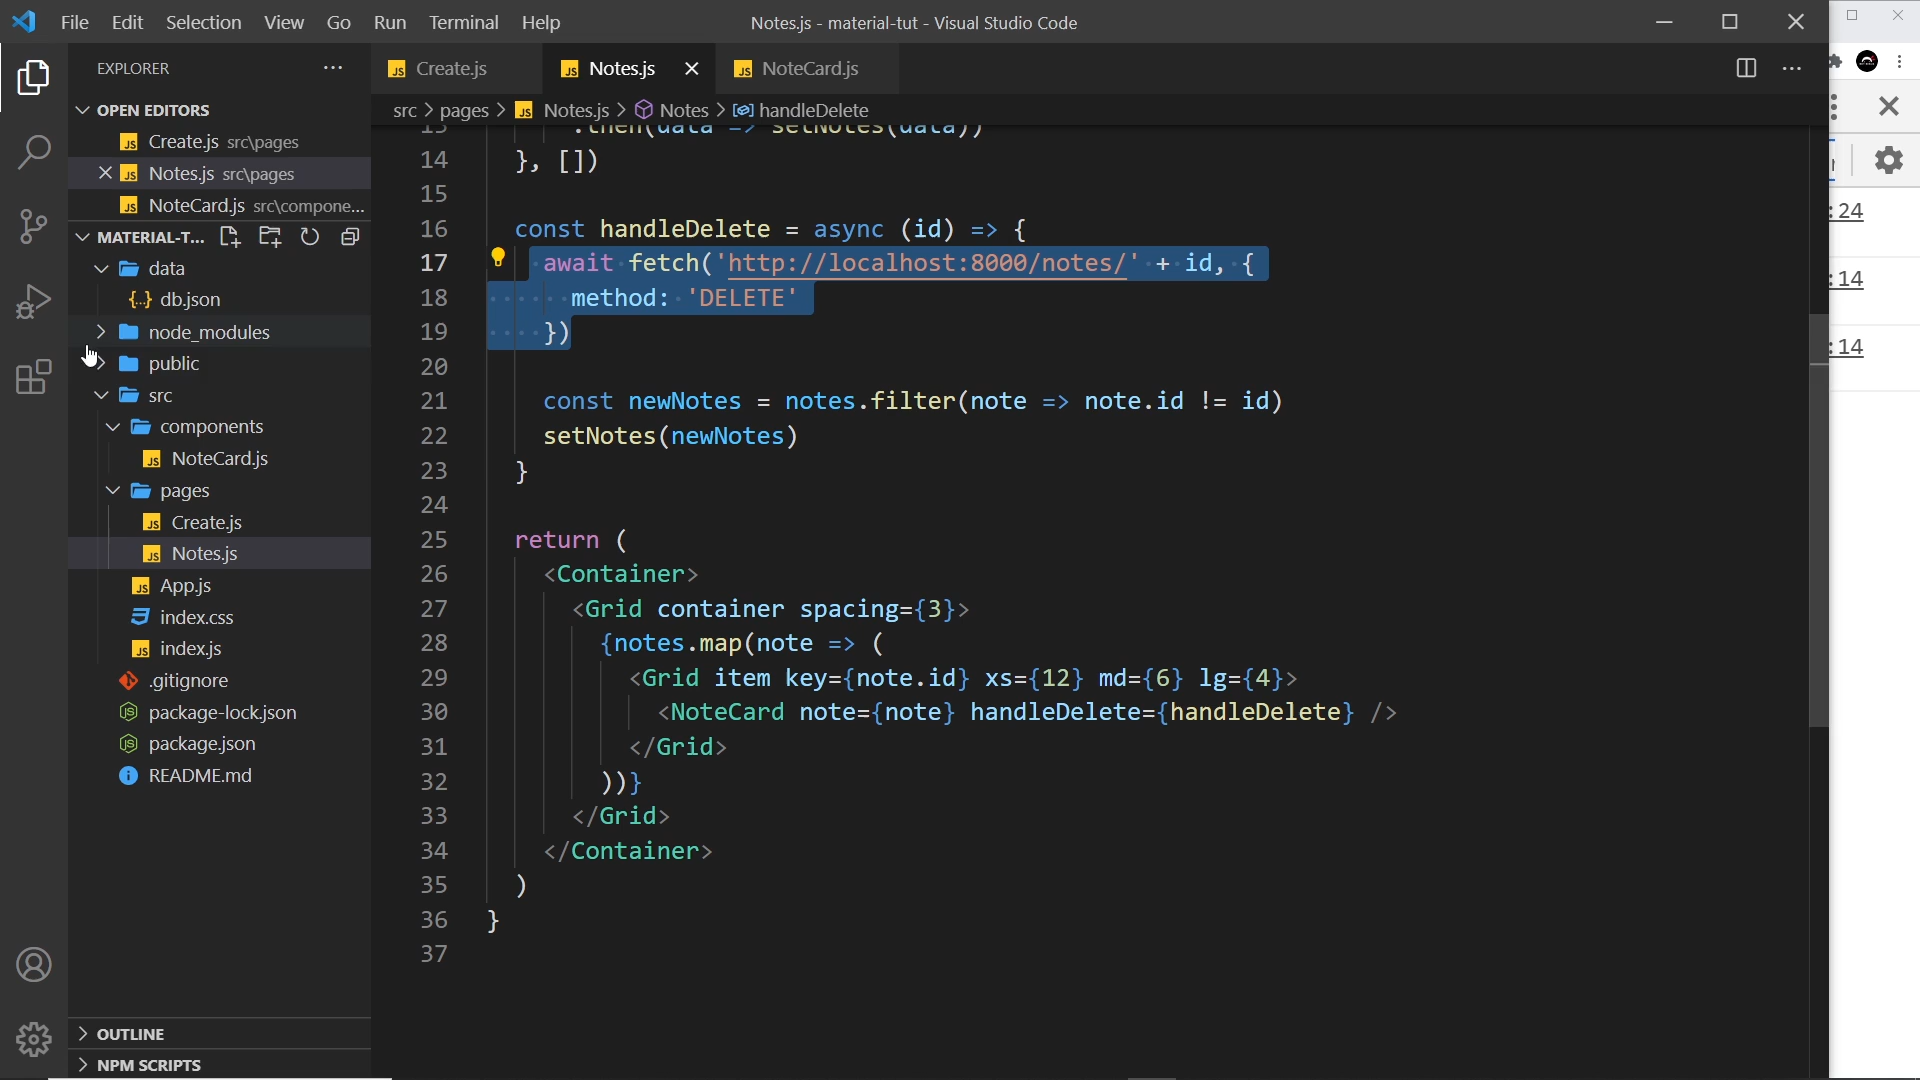 File Edit Selection View Go Run Terminal Help
Notes.js - material-tut - Visual Studio Code
EXPLORER
OPEN EDITORS
Create.js src\pages
Notes.js src\pages
NoteCard.js src\compone...
MATERIAL-T...
data
db.json
node_modules
public
src
components
NoteCard.js
pages
Create.js
Notes.js
App.js
index.css
index.js
.gitignore
package-lock.json
package.json
README.md
OUTLINE
NPM SCRIPTS
Create.js Notes.js NoteCard.js
src > pages > Notes.js > Notes > handleDelete
13 .then(data => setNotes(data))
14 }, [])
15
16 const handleDelete = async (id) => {
17 await fetch('http://localhost:8000/notes/' + id, {
18 method: 'DELETE'
19 })
20
21 const newNotes = notes.filter(note => note.id != id)
22 setNotes(newNotes)
23 }
24
25 return (
26 <Container>
27 <Grid container spacing={3}>
28 {notes.map(note => (
29 <Grid item key={note.id} xs={12} md={6} lg={4}>
30 <NoteCard note={note} handleDelete={handleDelete} />
31 </Grid>
32 ))}
33 </Grid>
34 </Container>
35 )
36 }
37
:24
:14
:14